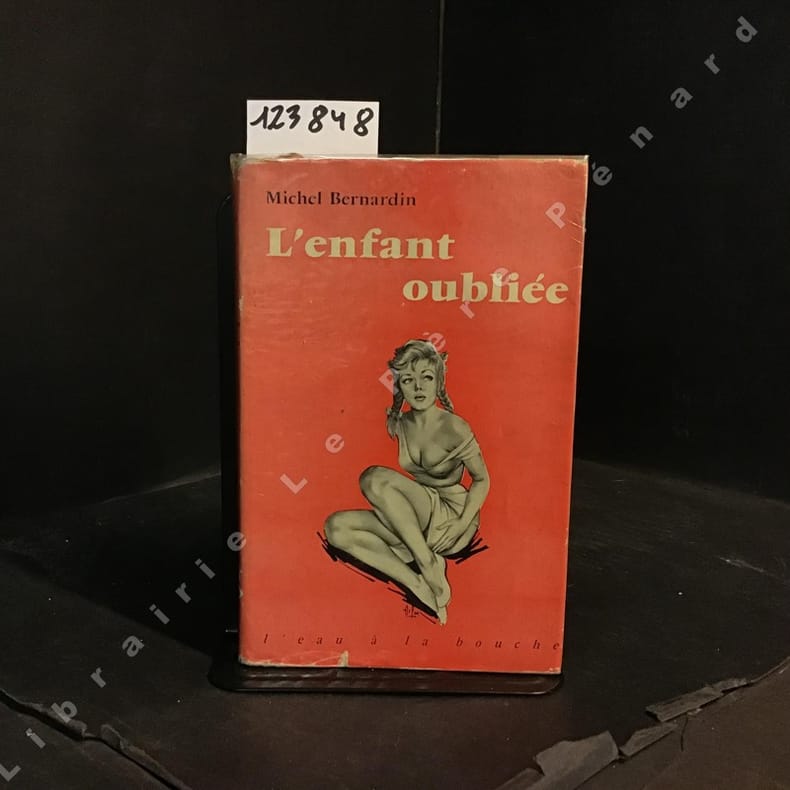 123848
Michel Bernardin
L'enfant
oubliée
l'eau à la bouche
Librairie Le Père Pénard